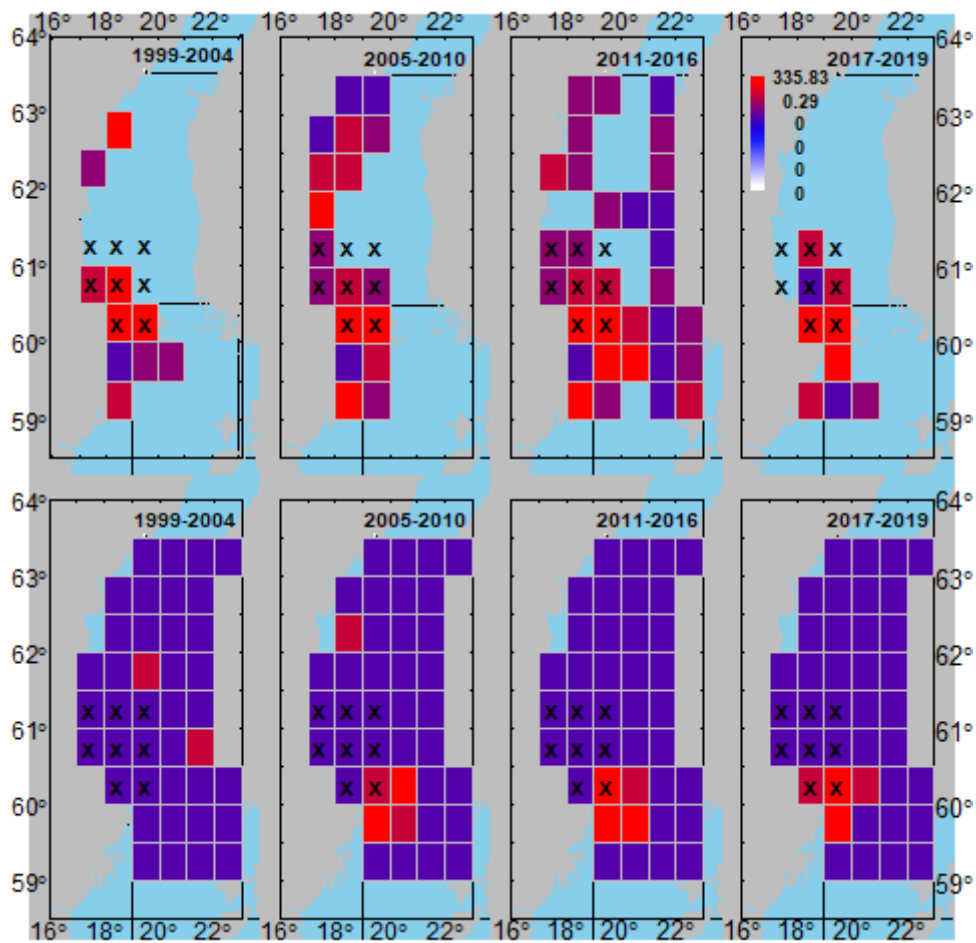 16° 18° 20° 22° 16° 18° 20° 22° 16° 18° 20° 22° 16° 18° 20° 22°
64° 1999-2004 2005-2010 2011-2016 2017-2019 64°
335.83
63° 0.29 63°
0
0
62° 0 62°
x x x x x x x x x x x x
61° 61°
x x x x x x x x x x x x
x x x x x x x x
60° 60°
59° 59°
64° 1999-2004 2005-2010 2011-2016 2017-2019 64°
63° 63°
62° 62°
x x x x x x x x x x x x
61° 61°
x x x x x x x x x x x x
x x x x x x x x
60° 60°
59° 59°
16° 18° 20° 22° 16° 18° 20° 22° 16° 18° 20° 22° 16° 18° 20° 22°